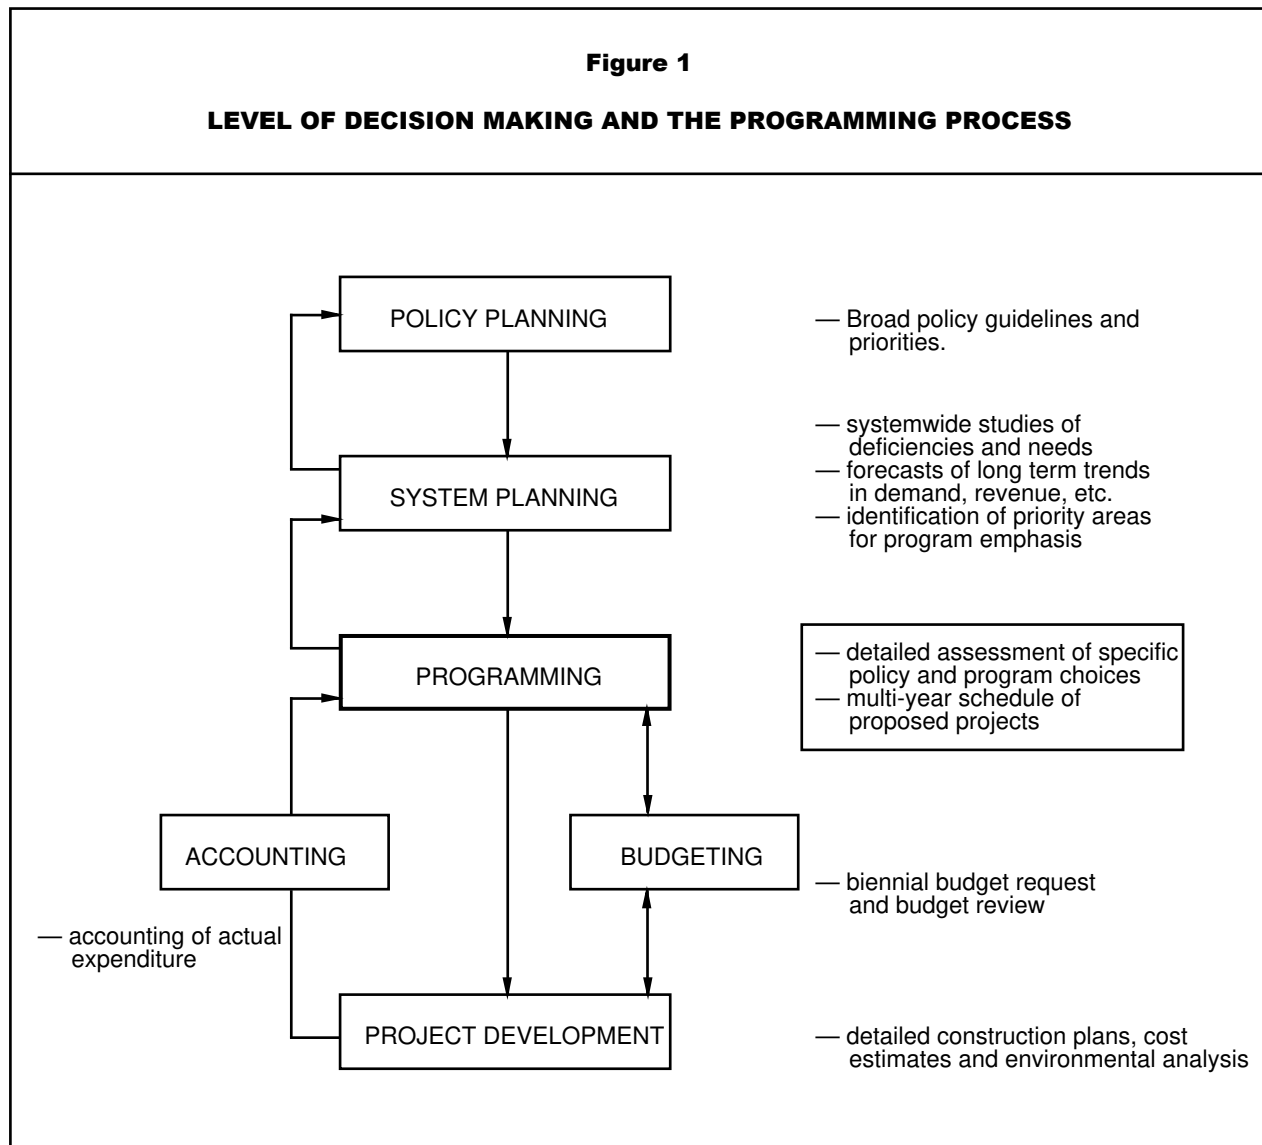 Figure 1
LEVEL OF DECISION MAKING AND THE PROGRAMMING PROCESS
POLICY PLANNING
— Broad policy guidelines and
priorities.
SYSTEM PLANNING
— systemwide studies of
deficiencies and needs
— forecasts of long term trends
in demand, revenue, etc.
— identification of priority areas
for program emphasis
PROGRAMMING
— detailed assessment of specific
policy and program choices
— multi-year schedule of
proposed projects
ACCOUNTING
— accounting of actual
expenditure
BUDGETING
— biennial budget request
and budget review
PROJECT DEVELOPMENT
— detailed construction plans, cost
estimates and environmental analysis